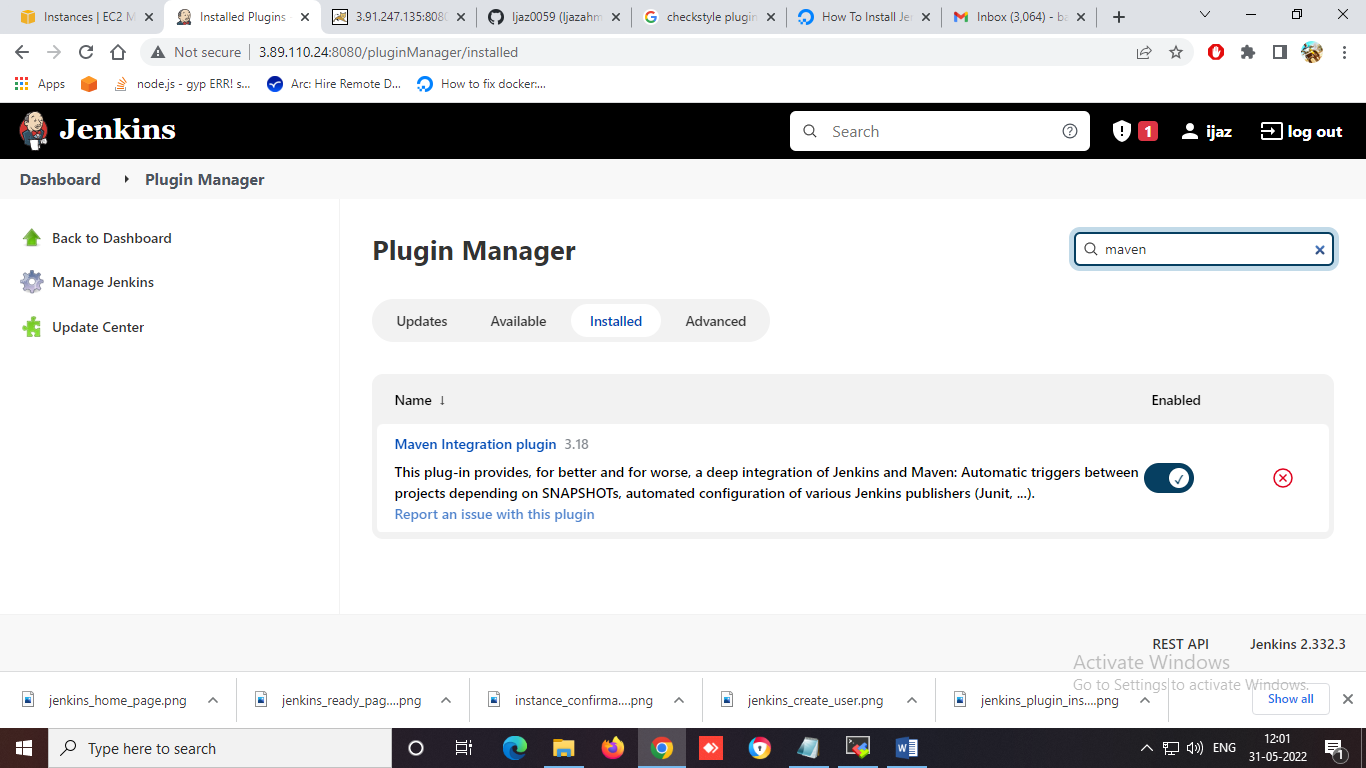 Instances | EC2 M
Installed Plugins
3.91.247.135:8080
Ijaz0059 (Ijazahm
checkstyle plugin
How To Install Je
Inbox (3,064) - ba
Not secure
3.89.110.24:8080/pluginManager/installed
Apps
node.js - gyp ERR! s...
Arc: Hire Remote D...
How to fix docker:...
Jenkins
Search
1
ijaz
log out
Dashboard
Plugin Manager
Back to Dashboard
Manage Jenkins
Update Center
Plugin Manager
maven
Updates
Available
Installed
Advanced
Name ↓
Enabled
Maven Integration plugin 3.18
This plug-in provides, for better and for worse, a deep integration of Jenkins and Maven: Automatic triggers between
projects depending on SNAPSHOTs, automated configuration of various Jenkins publishers (Junit, ...).
Report an issue with this plugin
REST API
Jenkins 2.332.3
Activate Windows
Go to Settings to activate Windows.
jenkins_home_page.png
jenkins_ready_pag....png
instance_confirma....png
jenkins_create_user.png
jenkins_plugin_ins....png
Show all
Type here to search
ENG
12:01
31-05-2022
1